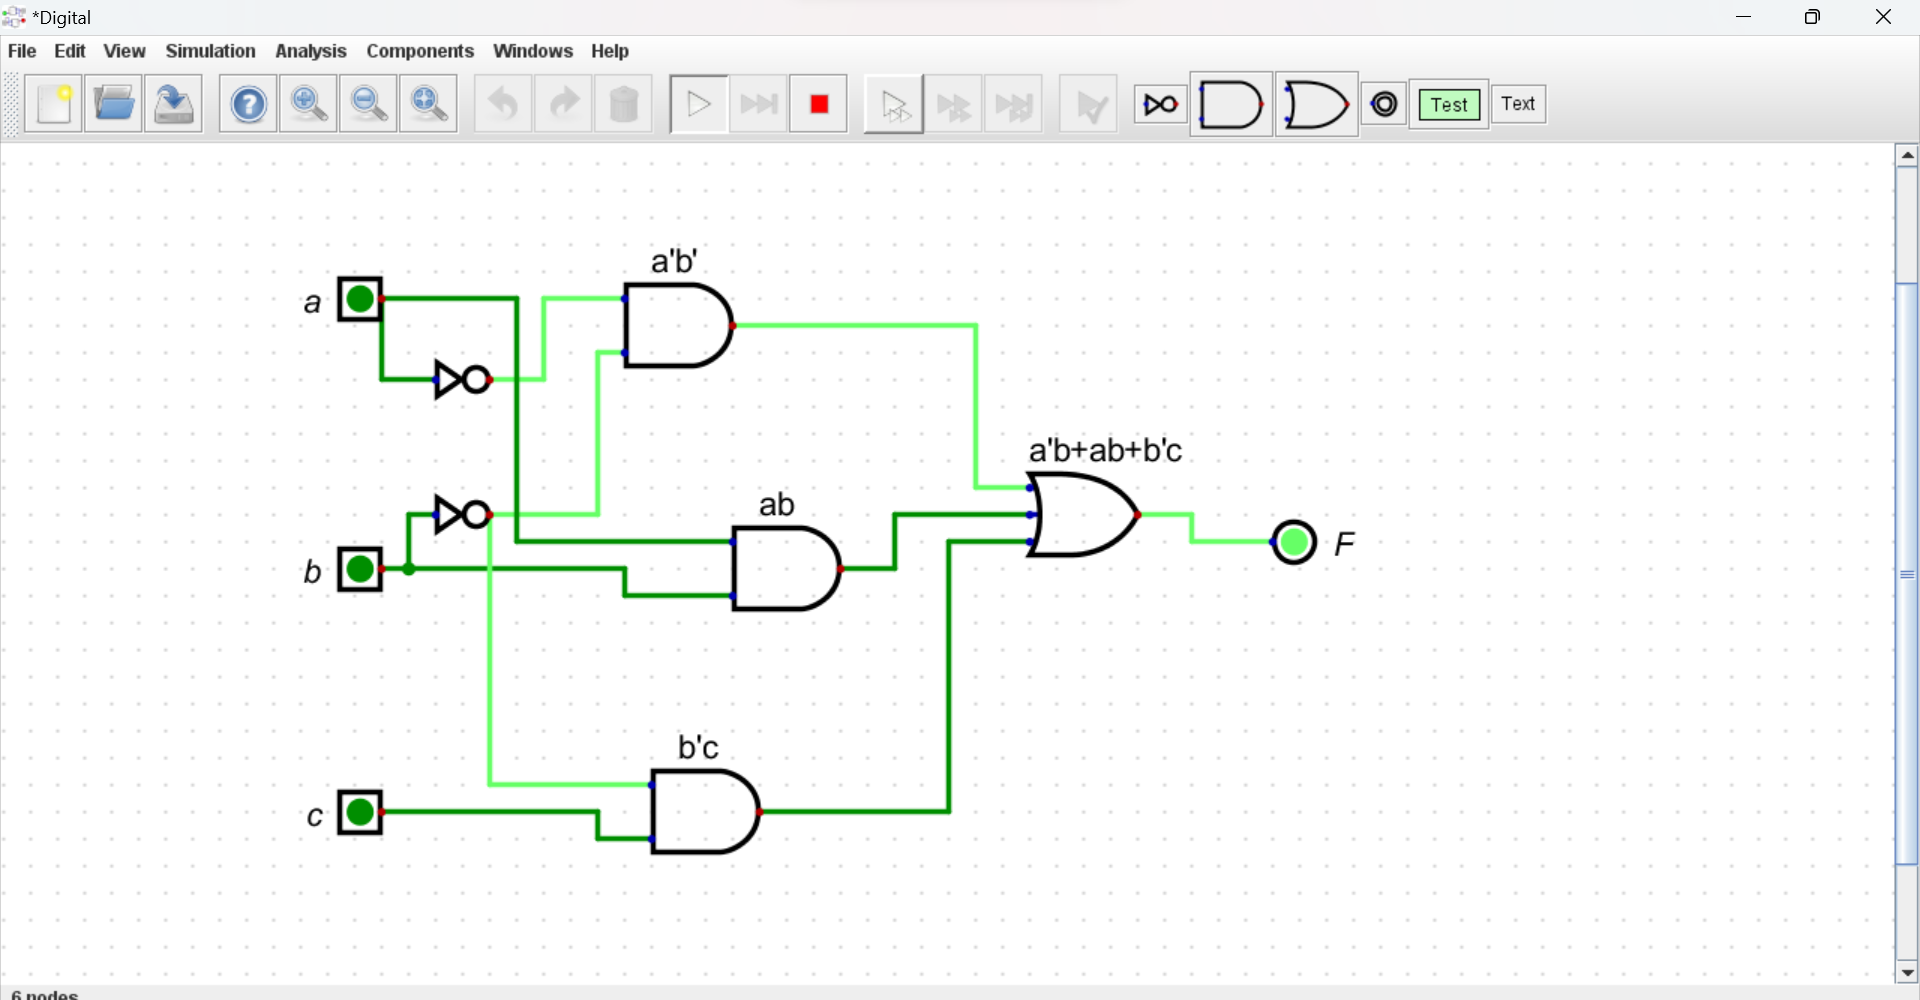 *Digital
File Edit View Simulation Analysis Components Windows Help
? Test Text
a'b'
a
a'b+ab+b'c
ab
F
b
b'c
c
6 nodes